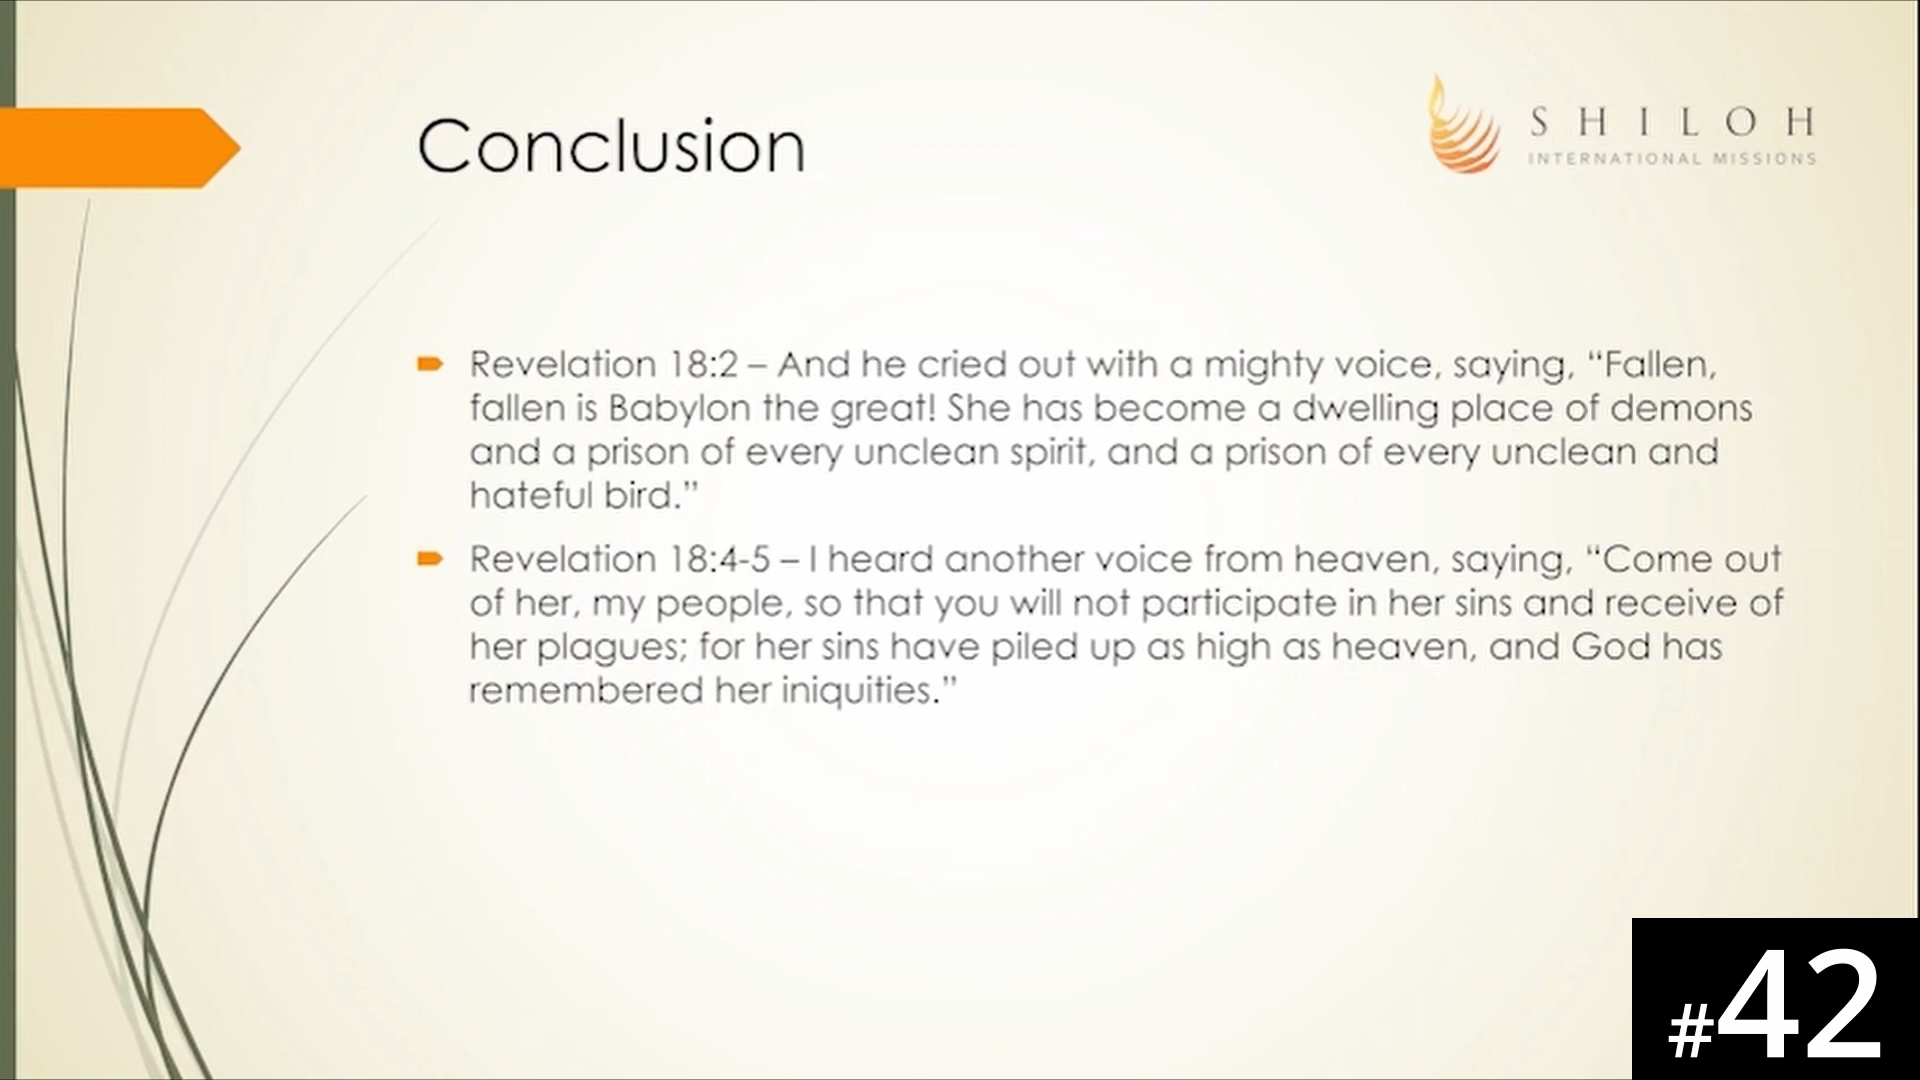 Conclusion
SHILOH
INTERNATIONAL MISSIONS
Revelation 18:2 – And he cried out with a mighty voice, saying, “Fallen,
fallen is Babylon the great! She has become a dwelling place of demons
and a prison of every unclean spirit, and a prison of every unclean and
hateful bird.”
Revelation 18:4-5 – I heard another voice from heaven, saying, “Come out
of her, my people, so that you will not participate in her sins and receive of
her plagues; for her sins have piled up as high as heaven, and God has
remembered her iniquities.”
#42